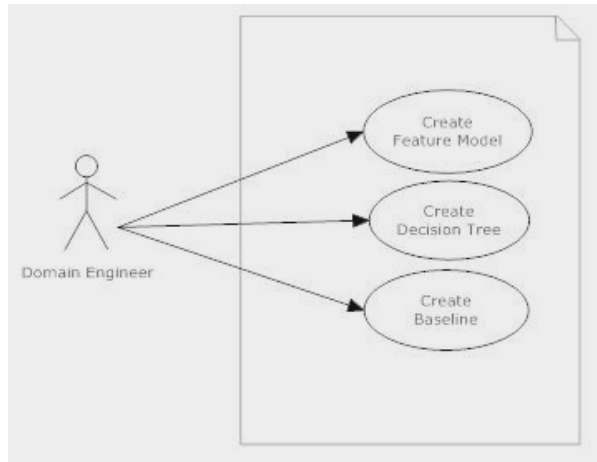 Create
Feature Model
Create
Decision Tree
Domain Engineer
Create
Baseline